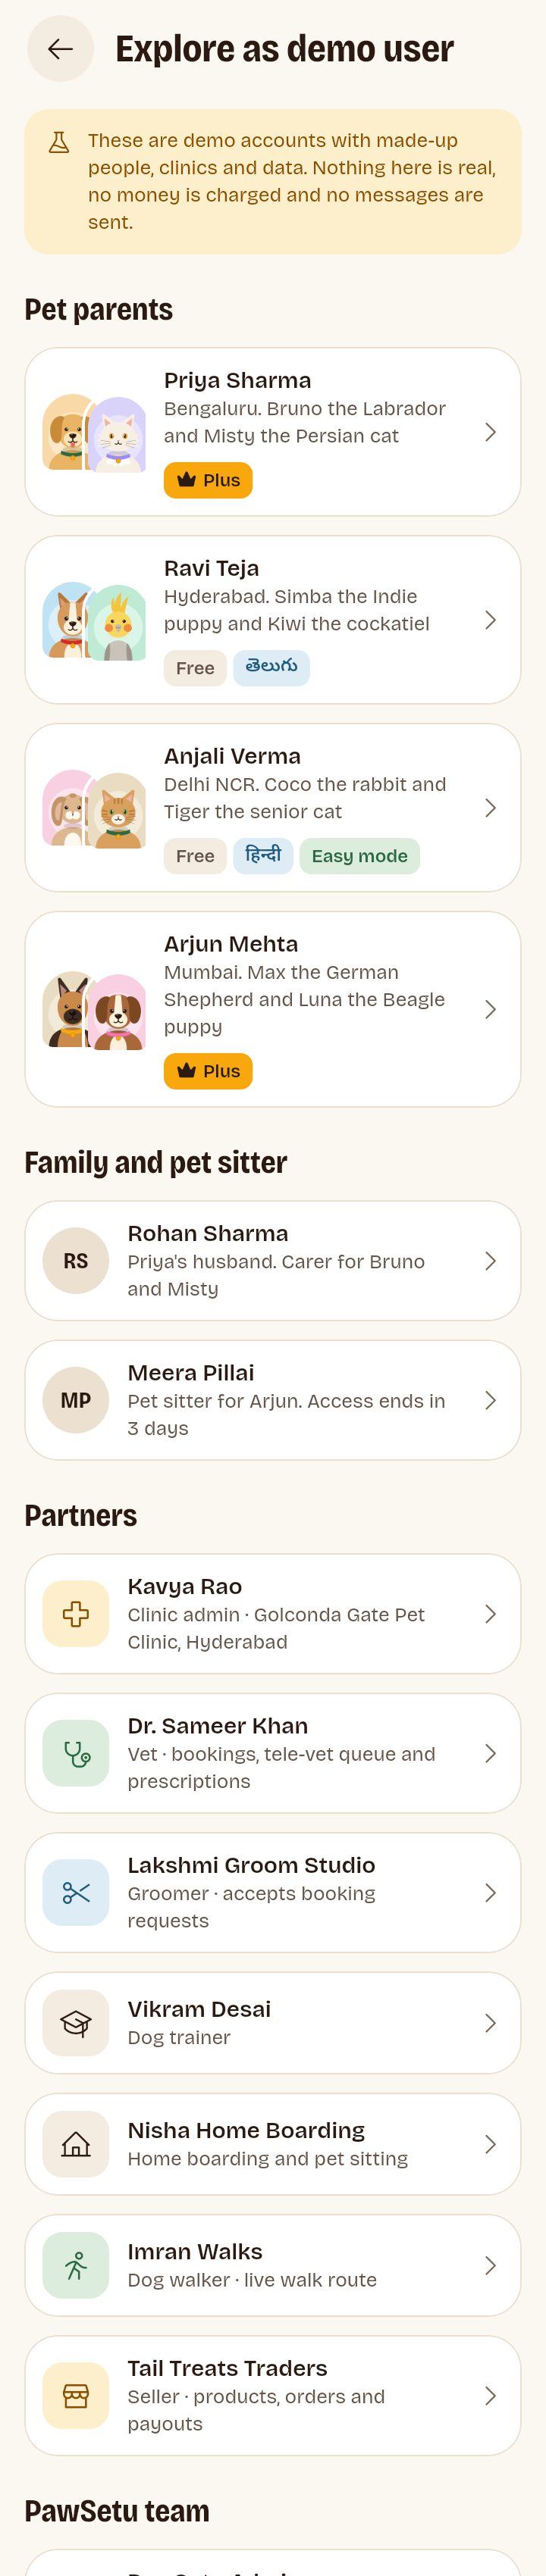 Explore as demo user
These are demo accounts with made-up
people, clinics and data. Nothing here is real,
no money is charged and no messages are
sent.
Pet parents
Priya Sharma
Bengaluru. Bruno the Labrador
and Misty the Persian cat
Plus
Ravi Teja
Hyderabad. Simba the Indie
puppy and Kiwi the cockatiel
Free తెలుగు
Anjali Verma
Delhi NCR. Coco the rabbit and
Tiger the senior cat
Free हिन्दी Easy mode
Arjun Mehta
Mumbai. Max the German
Shepherd and Luna the Beagle
puppy
Plus
Family and pet sitter
RS
Rohan Sharma
Priya's husband. Carer for Bruno
and Misty
MP
Meera Pillai
Pet sitter for Arjun. Access ends in
3 days
Partners
Kavya Rao
Clinic admin · Golconda Gate Pet
Clinic, Hyderabad
Dr. Sameer Khan
Vet · bookings, tele-vet queue and
prescriptions
Lakshmi Groom Studio
Groomer · accepts booking
requests
Vikram Desai
Dog trainer
Nisha Home Boarding
Home boarding and pet sitting
Imran Walks
Dog walker · live walk route
Tail Treats Traders
Seller · products, orders and
payouts
PawSetu team